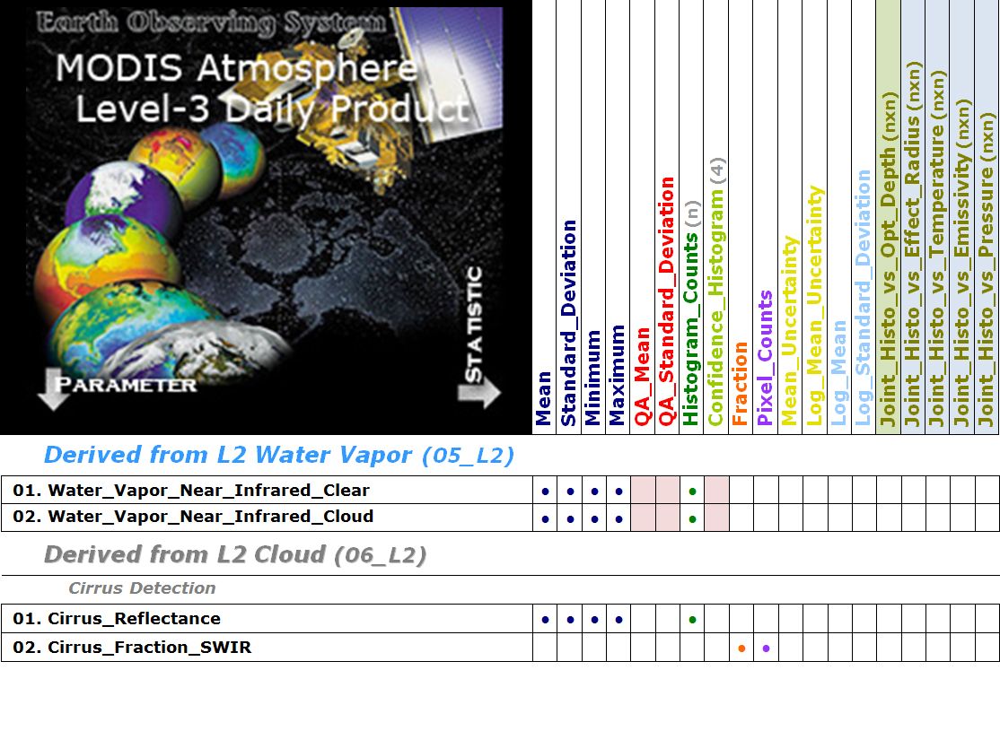 Earth Observing System
MODIS Atmosphere
Level-3 Daily Product
PARAMETER
STATISTIC
Mean
Standard_Deviation
Minimum
Maximum
QA_Mean
QA_Standard_Deviation
Histogram_Counts (n)
Confidence_Histogram (4)
Fraction
Pixel_Counts
Mean_Uncertainty
Log_Mean_Uncertainty
Log_Mean
Log_Standard_Deviation
Joint_Histo_vs_Opt_Depth (nxn)
Joint_Histo_vs_Effect_Radius (nxn)
Joint_Histo_vs_Temperature (nxn)
Joint_Histo_vs_Emissivity (nxn)
Joint_Histo_vs_Pressure (nxn)
Derived from L2 Water Vapor (05_L2)
01. Water_Vapor_Near_Infrared_Clear
02. Water_Vapor_Near_Infrared_Cloud
Derived from L2 Cloud (06_L2)
Cirrus Detection
01. Cirrus_Reflectance
02. Cirrus_Fraction_SWIR